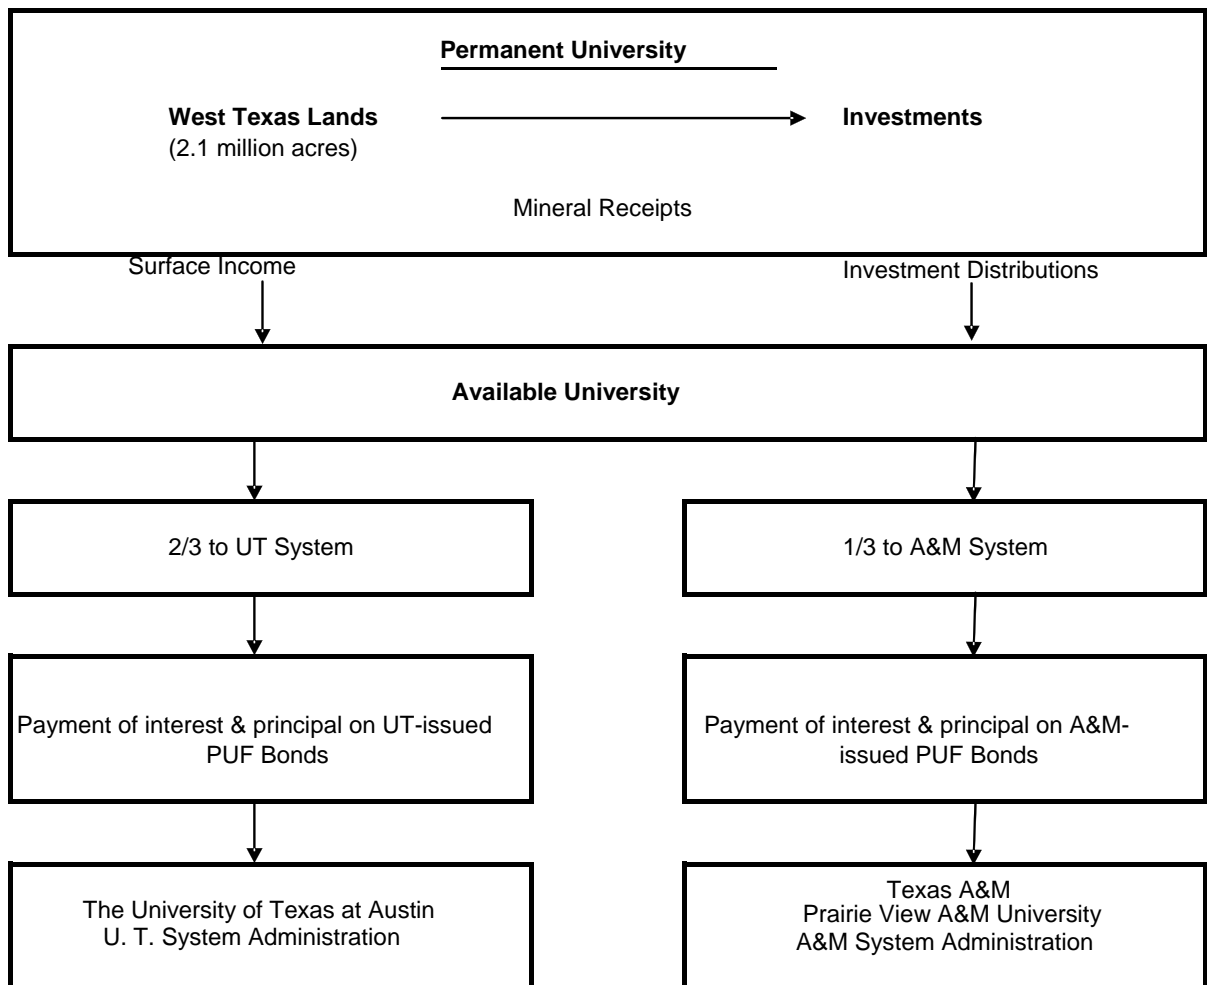 Permanent University
West Texas Lands
Investments
(2.1 million acres)
Mineral Receipts
Surface Income
Investment Distributions
Available University
2/3 to UT System
1/3 to A&M System
Payment of interest & principal on UT-issued
PUF Bonds
Payment of interest & principal on A&M-
issued PUF Bonds
The University of Texas at Austin
U. T. System Administration
Texas A&M
Prairie View A&M University
A&M System Administration